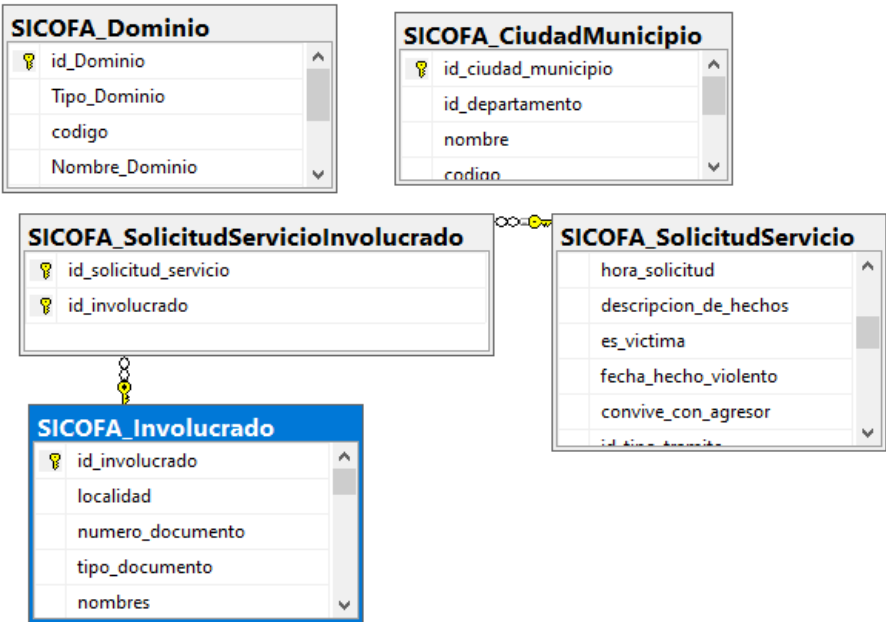 SICOFA_Dominio
id_Dominio
Tipo_Dominio
codigo
Nombre_Dominio
SICOFA_CiudadMunicipio
id_ciudad_municipio
id_departamento
nombre
codigo
SICOFA_SolicitudServicioInvolucrado
id_solicitud_servicio
id_involucrado
SICOFA_SolicitudServicio
hora_solicitud
descripcion_de_hechos
es_victima
fecha_hecho_violento
convive_con_agresor
id_tipo_tramite
SICOFA_Involucrado
id_involucrado
localidad
numero_documento
tipo_documento
nombres